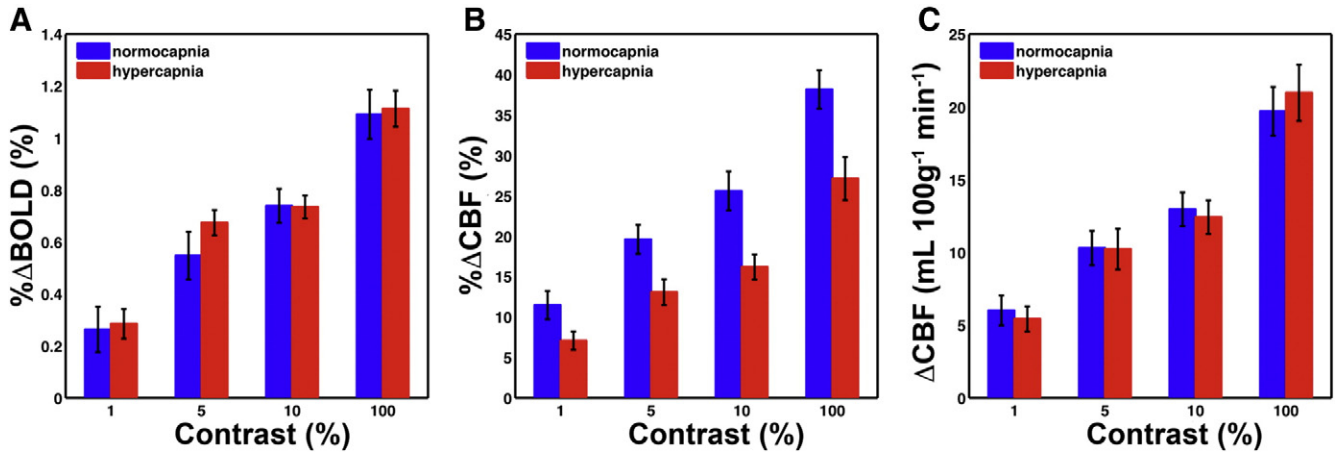 A
%ΔBOLD (%)
1.4
1.2
1
0.8
0.6
0.4
0.2
0
normocapnia
hypercapnia
1 5 10 100
Contrast (%)
B
%ΔCBF (%)
45
40
35
30
25
20
15
10
5
0
normocapnia
hypercapnia
1 5 10 100
Contrast (%)
C
ΔCBF (mL 100g⁻¹ min⁻¹)
25
20
15
10
5
0
normocapnia
hypercapnia
1 5 10 100
Contrast (%)